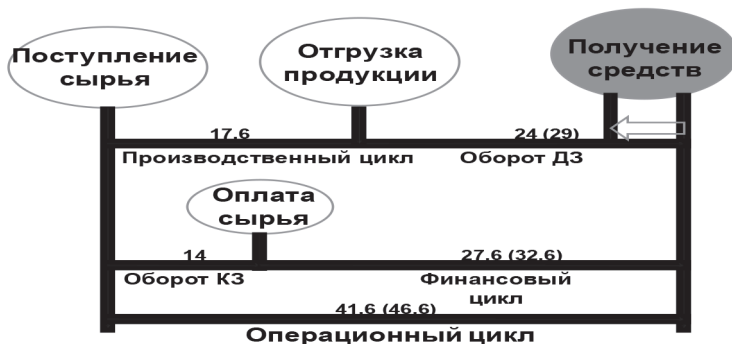 Поступление
сырья
Отгрузка
продукции
Получение
средств
17.6
24 (29)
Производственный цикл
Оборот ДЗ
Оплата
сырья
14
27.6 (32.6)
Оборот КЗ
Финансовый
цикл
41.6 (46.6)
Операционный цикл